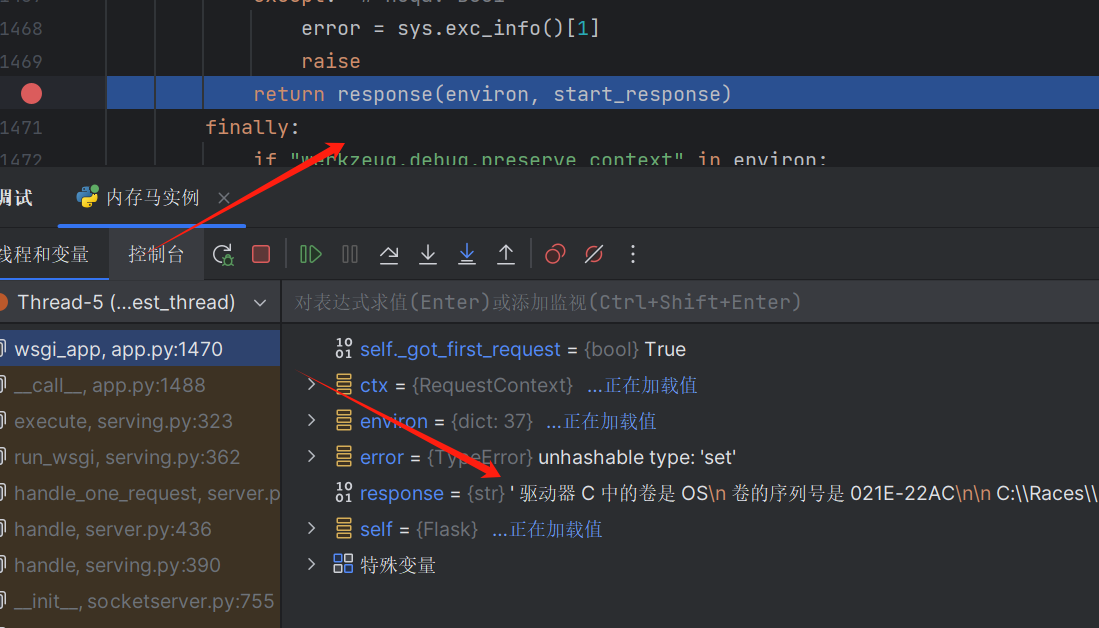 1468 error = sys.exc_info()[1]
1469 raise
return response(environ, start_response)
1471 finally:
1472 if "werkzeug.debug.preserve_context" in environ:
调试 内存马实例
线程和变量 控制台
Thread-5 (...est_thread) 对表达式求值(Enter)或添加监视(Ctrl+Shift+Enter)
wsgi_app, app.py:1470
__call__, app.py:1488
execute, serving.py:323
run_wsgi, serving.py:362
handle_one_request, server.p
handle, server.py:436
handle, serving.py:390
__init__, socketserver.py:755
self._got_first_request = {bool} True
ctx = {RequestContext} ...正在加载值
environ = {dict: 37} ...正在加载值
error = {TypeError} unhashable type: 'set'
response = {str} ' 驱动器 C 中的卷是 OS\n 卷的序列号是 021E-22AC\n\n C:\\Races\\
self = {Flask} ...正在加载值
特殊变量